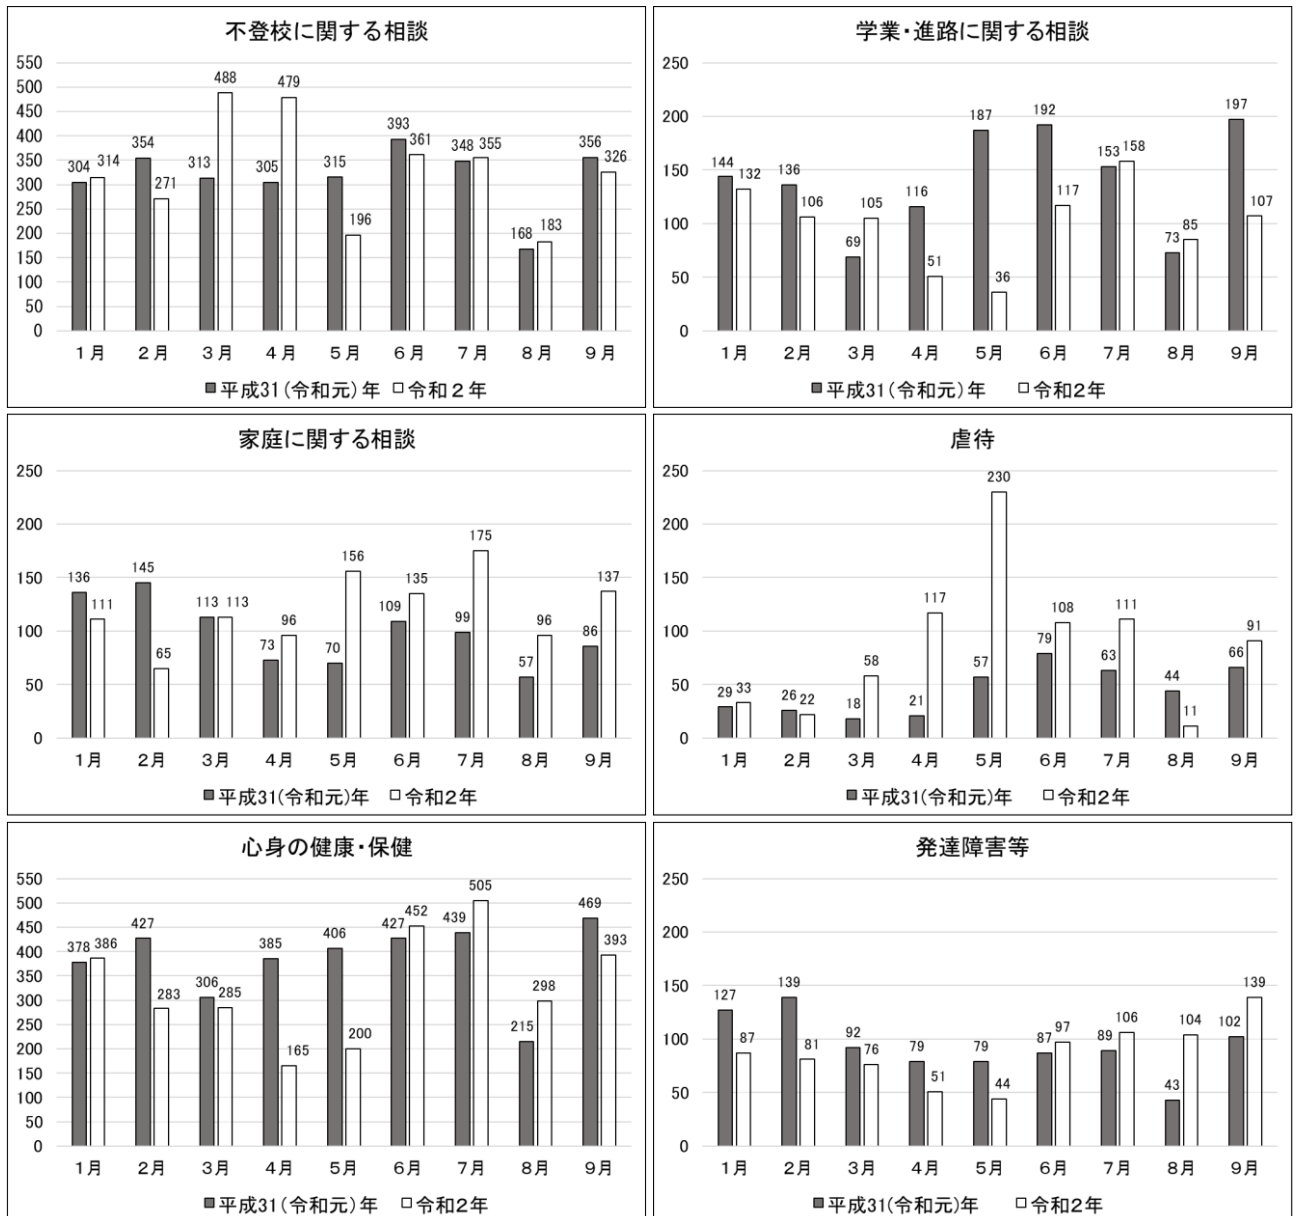 不登校に関する相談
550
500
450
400
350
300
250
200
150
100
50
0
304 314 354 271 313 488 305 479 315 196 393 361 348 355 168 183 356 326
1月 2月 3月 4月 5月 6月 7月 8月 9月
■平成31(令和元)年 □令和2年
学業・進路に関する相談
250
200
150
100
50
0
144 132 136 106 69 105 116 51 187 36 192 117 153 158 73 85 197 107
1月 2月 3月 4月 5月 6月 7月 8月 9月
■平成31(令和元)年 □令和2年
家庭に関する相談
250
200
150
100
50
0
136 111 145 65 113 113 73 96 70 156 109 135 99 175 57 96 86 137
1月 2月 3月 4月 5月 6月 7月 8月 9月
■平成31(令和元)年 □令和2年
虐待
250
200
150
100
50
0
29 33 26 22 18 58 21 117 57 230 79 108 63 111 44 11 66 91
1月 2月 3月 4月 5月 6月 7月 8月 9月
■平成31(令和元)年 □令和2年
心身の健康・保健
550
500
450
400
350
300
250
200
150
100
50
0
378 386 427 283 306 285 385 165 406 200 427 452 439 505 215 298 469 393
1月 2月 3月 4月 5月 6月 7月 8月 9月
■平成31(令和元)年 □令和2年
発達障害等
250
200
150
100
50
0
127 87 139 81 92 76 79 51 79 44 87 97 89 106 43 104 102 139
1月 2月 3月 4月 5月 6月 7月 8月 9月
■平成31(令和元)年 □令和2年